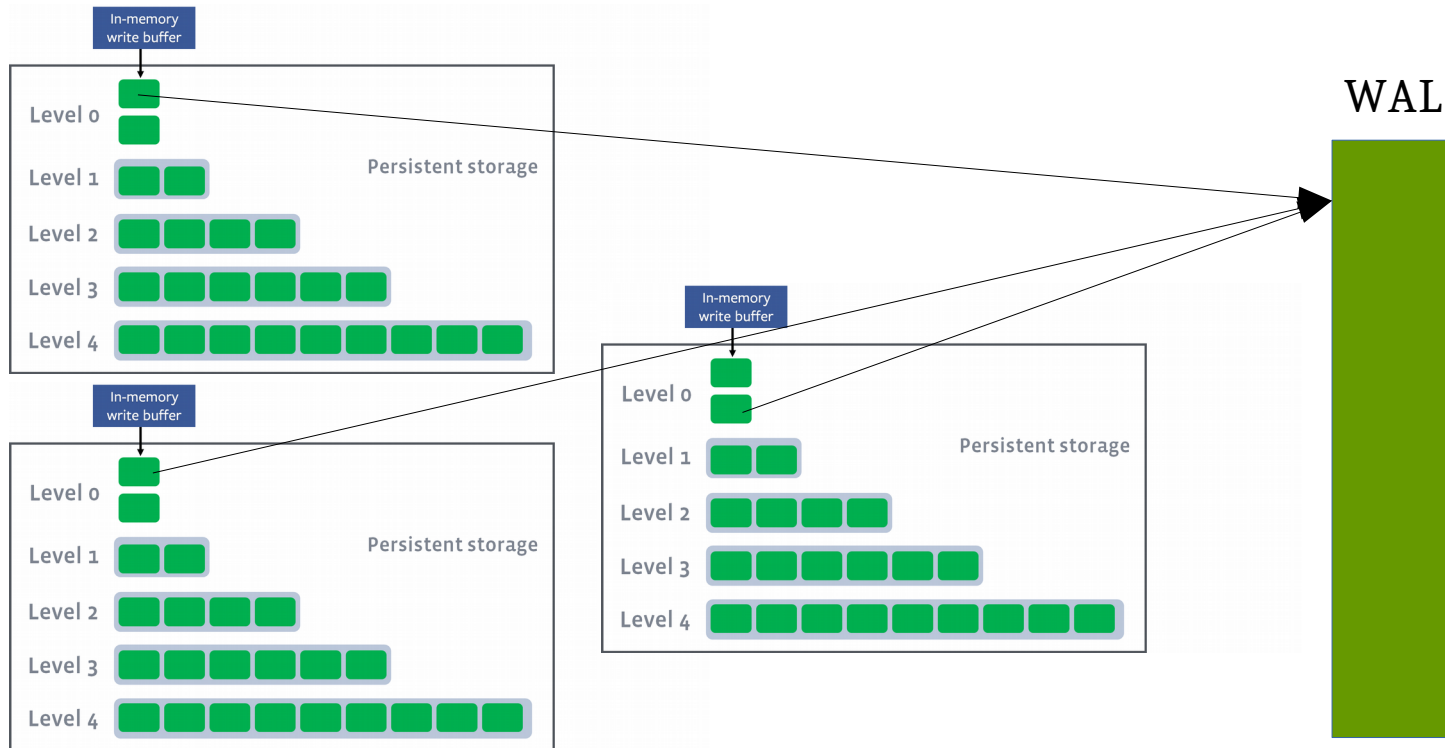 In-memory
write buffer
Level 0
Level 1
Persistent storage
Level 2
Level 3
Level 4
WAL
In-memory
write buffer
Level 0
Level 1
Persistent storage
Level 2
Level 3
Level 4
In-memory
write buffer
Level 0
Level 1
Persistent storage
Level 2
Level 3
Level 4